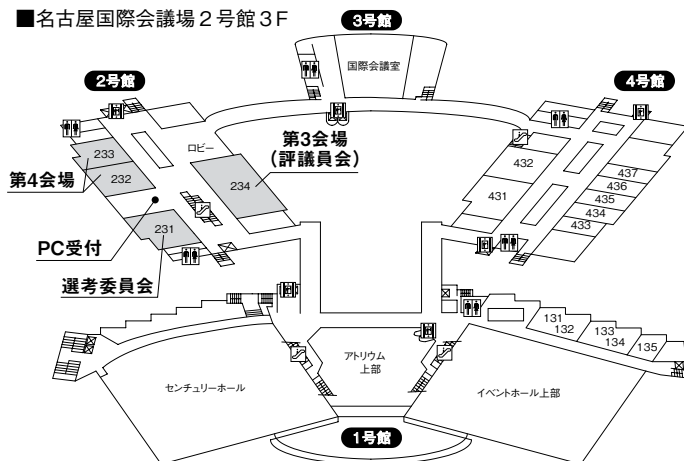 ■名古屋国際会議場２号館３F
3号館
国際会議室
2号館
4号館
ロビー
第3会場
（評議員会）
233
232
234
第4会場
PC受付
231
選考委員会
432
431
437
436
435
434
433
131
132
133
134
135
アトリウム
上部
センチュリーホール
イベントホール上部
1号館